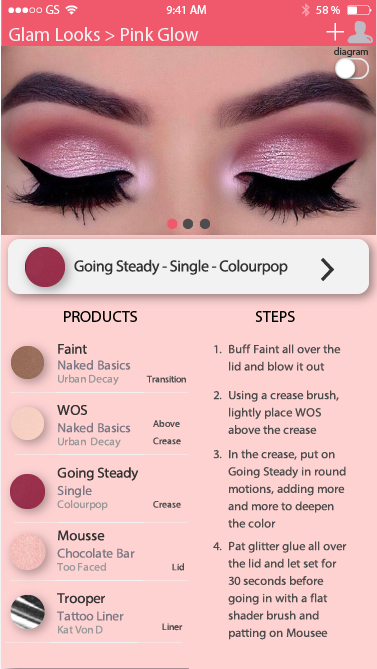 GS 9:41 AM 58 %
Glam Looks > Pink Glow
diagram
Going Steady - Single - Colourpop
PRODUCTS
Faint
Naked Basics
Urban Decay Transition
WOS
Naked Basics Above
Urban Decay Crease
Going Steady
Single
Colourpop Crease
Mousse
Chocolate Bar
Too Faced Lid
Trooper
Tattoo Liner
Kat Von D Liner
STEPS
1. Buff Faint all over the
lid and blow it out
2. Using a crease brush,
lightly place WOS
above the crease
3. In the crease, put on
Going Steady in round
motions, adding more
and more to deepen
the color
4. Pat glitter glue all over
the lid and let set for
30 seconds before
going in with a flat
shader brush and
patting on Mousee